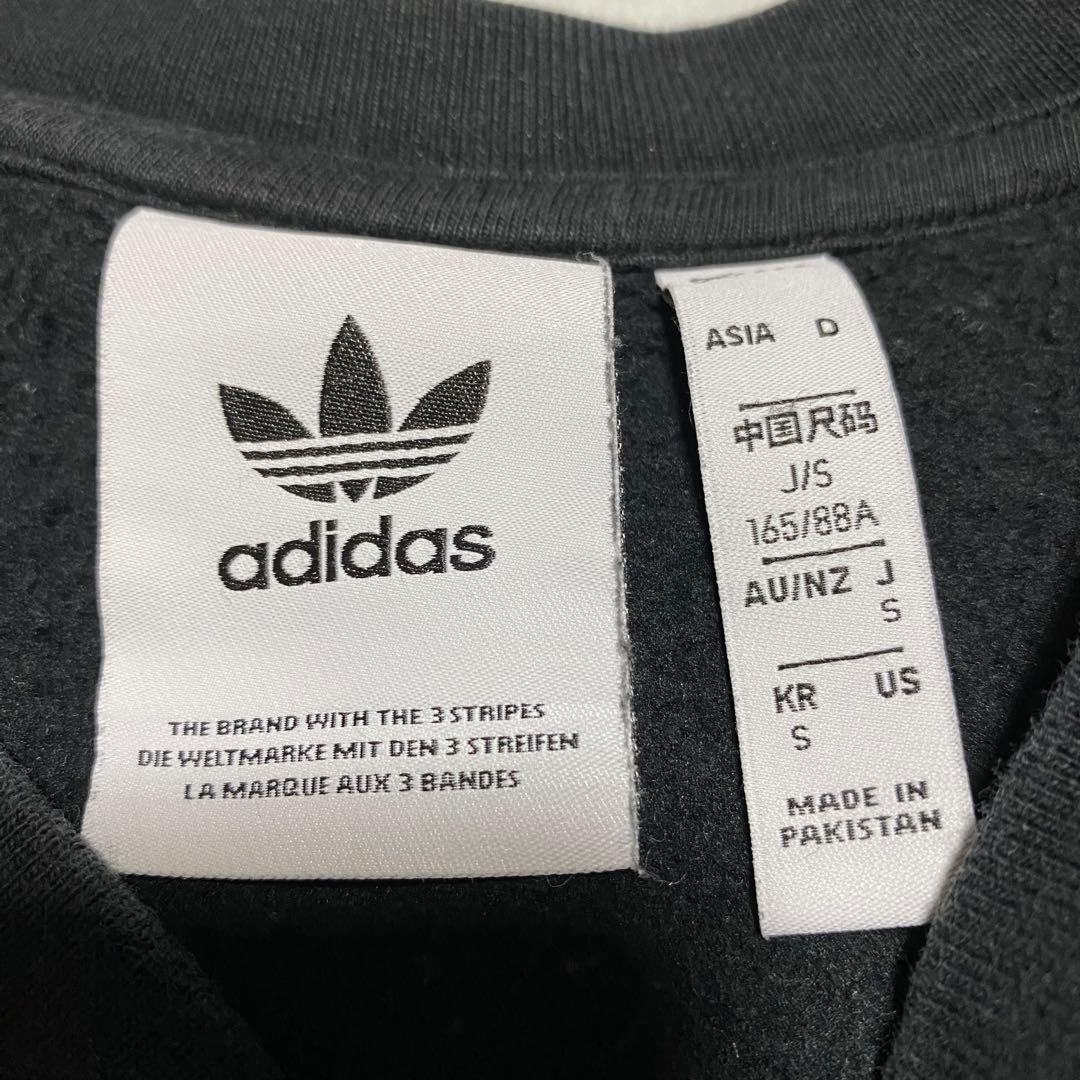 adidas
THE BRAND WITH THE 3 STRIPES
DIE WELTMARKE MIT DEN 3 STREIFEN
LA MARQUE AUX 3 BANDES
ASIA D
中国尺码
J/S
165/88A
AU/NZ J
S
KR US
S
MADE IN
PAKISTAN